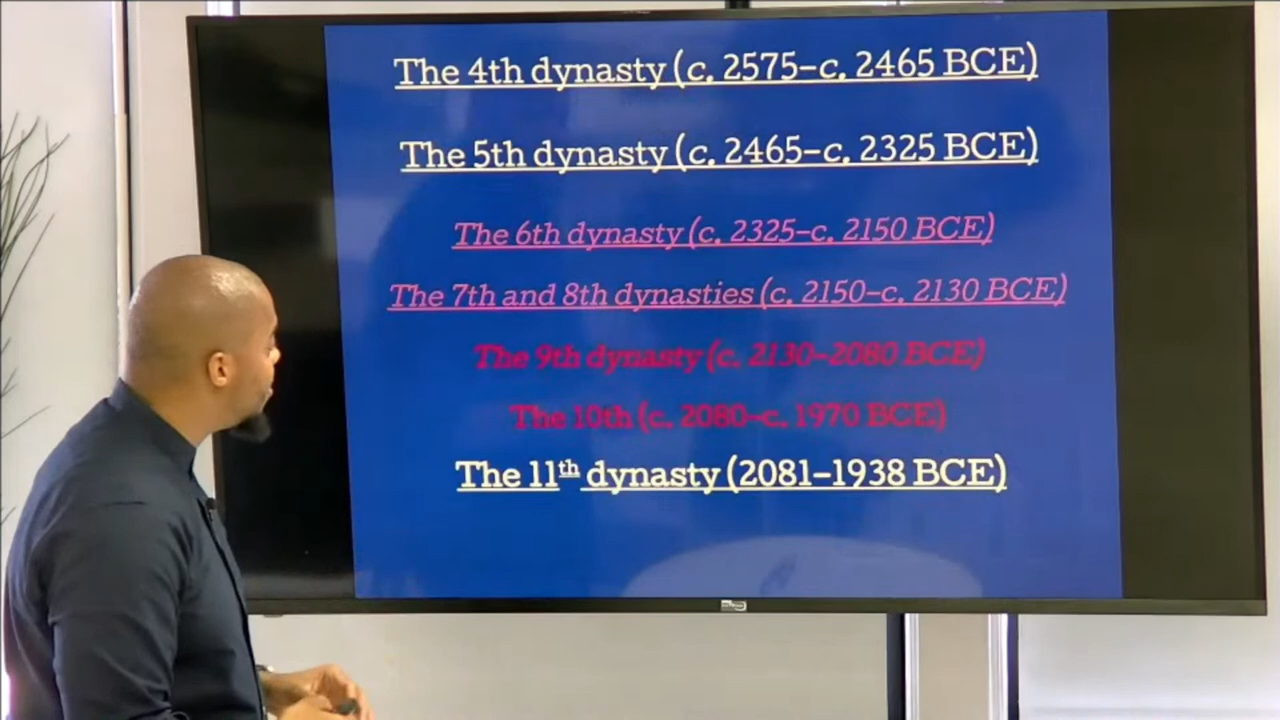 The 4th dynasty (c. 2575–c. 2465 BCE)
The 5th dynasty (c. 2465–c. 2325 BCE)
The 6th dynasty (c. 2325–c. 2150 BCE)
The 7th and 8th dynasties (c. 2150–c. 2130 BCE)
The 9th dynasty (c. 2130–2080 BCE)
The 10th (c. 2080–c. 1970 BCE)
The 11th dynasty (2081–1938 BCE)